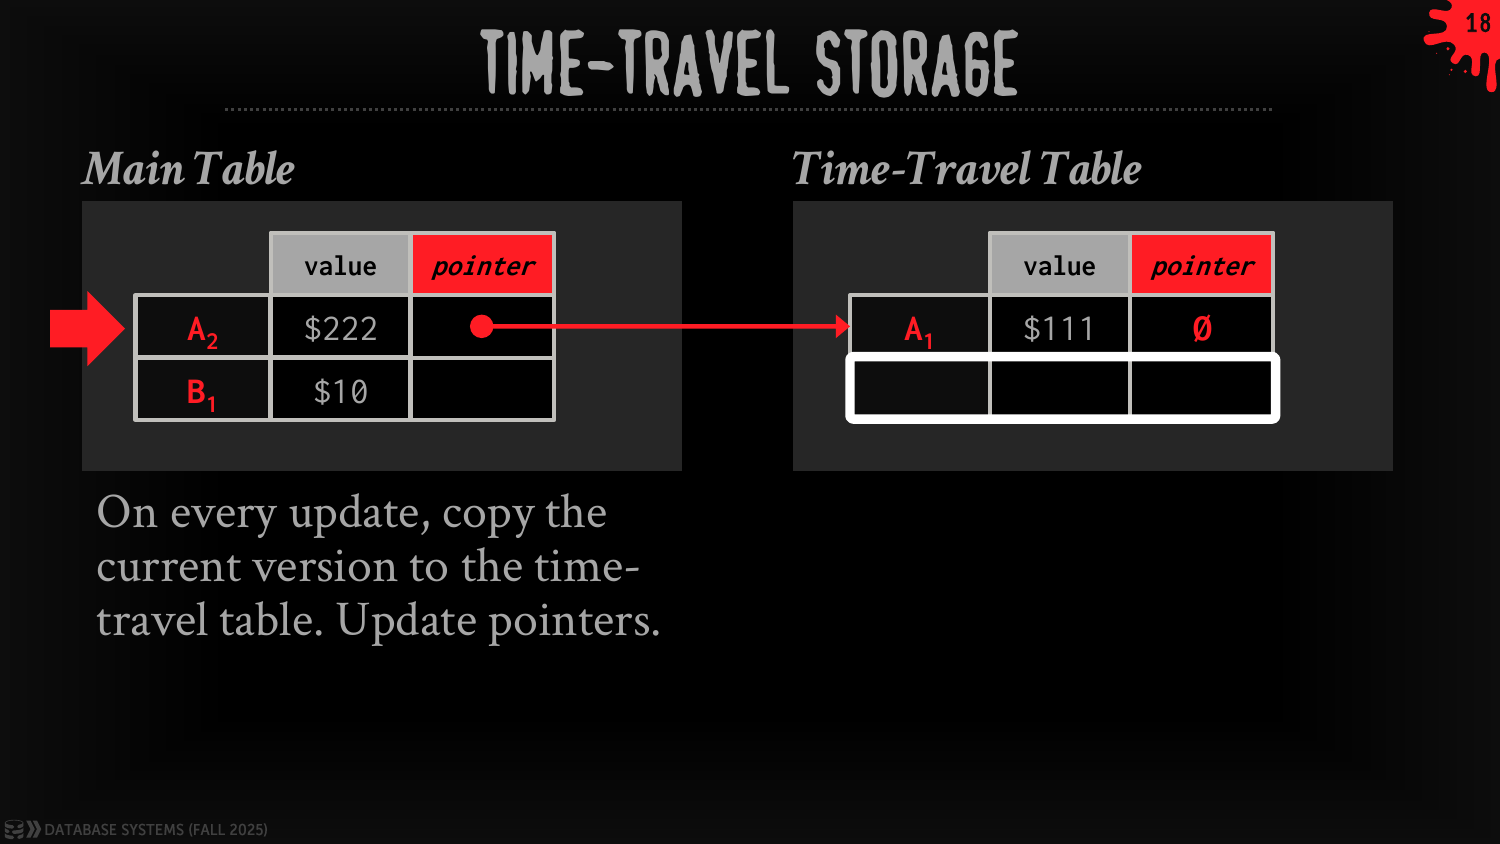 TIME-TRAVEL STORAGE
18
Main Table
value pointer
A₂ $222
B₁ $10
Time-Travel Table
value pointer
A₁ $111 Ø
On every update, copy the
current version to the time-
travel table. Update pointers.
DATABASE SYSTEMS (FALL 2025)